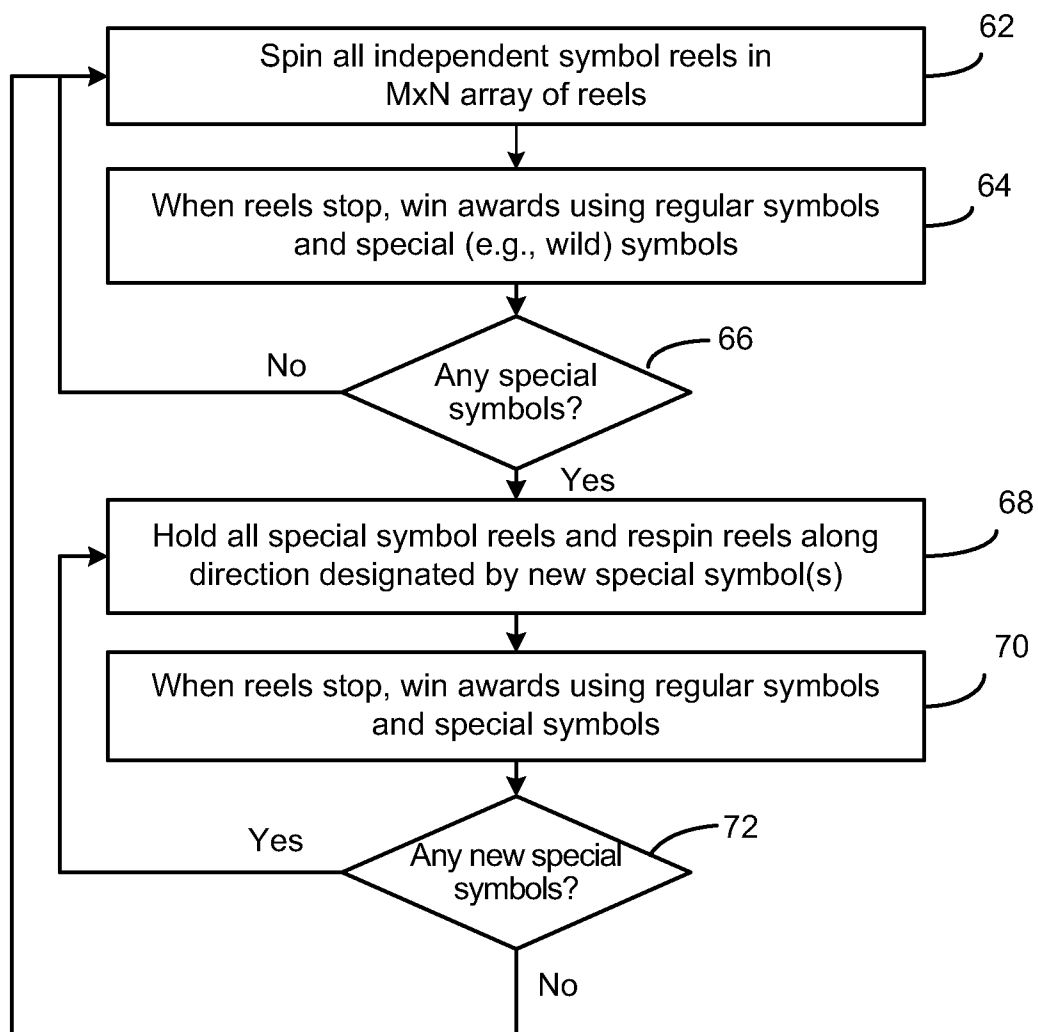 Spin all independent symbol reels in
MxN array of reels
62
When reels stop, win awards using regular symbols
and special (e.g., wild) symbols
64
Any special
symbols?
66
No
Yes
Hold all special symbol reels and respin reels along
direction designated by new special symbol(s)
68
When reels stop, win awards using regular symbols
and special symbols
70
Any new special
symbols?
72
Yes
No